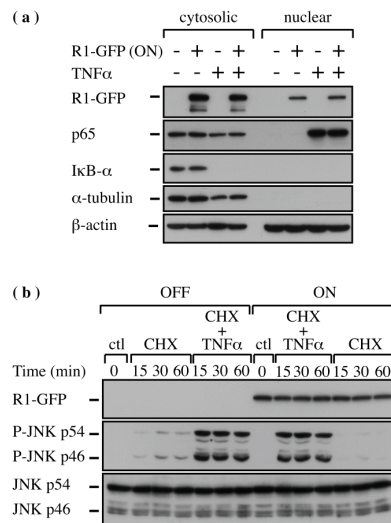 ( a )
cytosolic nuclear
R1-GFP (ON) - + - + - + - +
TNFα - - + + - - + +
R1-GFP
p65
IκB-α
α-tubulin
β-actin
( b )
OFF ON
CHX + TNFα CHX + TNFα
ctl CHX ctl CHX
Time (min) 0 15 30 60 15 30 60 0 15 30 60 15 30 60
R1-GFP
P-JNK p54
P-JNK p46
JNK p54
JNK p46